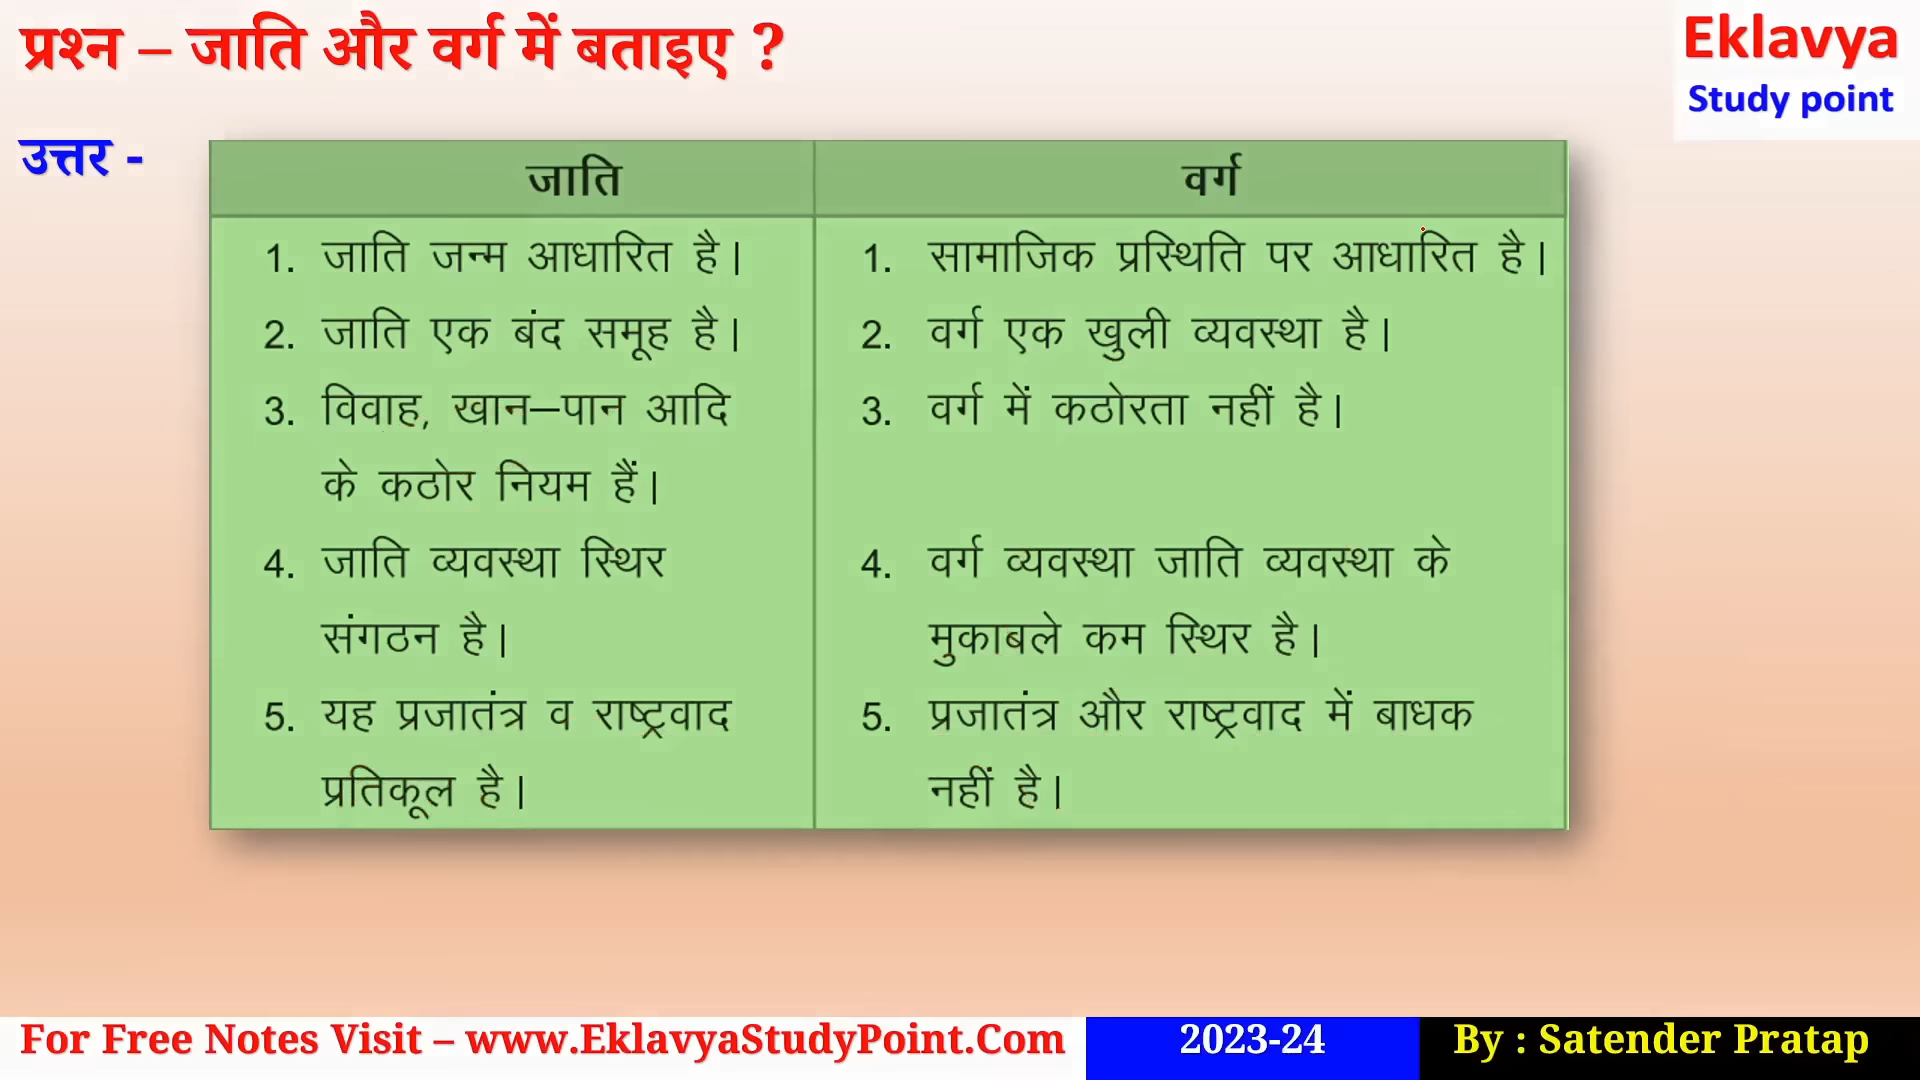 प्रश्न – जाति और वर्ग में बताइए ?
Eklavya
Study point
उत्तर -
जाति
वर्ग
1. जाति जन्म आधारित है।
2. जाति एक बंद समूह है।
3. विवाह, खान–पान आदि
के कठोर नियम हैं।
4. जाति व्यवस्था स्थिर
संगठन है।
5. यह प्रजातंत्र व राष्ट्रवाद
प्रतिकूल है।
1. सामाजिक प्रस्थिति पर आधारित है।
2. वर्ग एक खुली व्यवस्था है।
3. वर्ग में कठोरता नहीं है।
4. वर्ग व्यवस्था जाति व्यवस्था के
मुकाबले कम स्थिर है।
5. प्रजातंत्र और राष्ट्रवाद में बाधक
नहीं है।
For Free Notes Visit – www.EklavyaStudyPoint.Com
2023-24
By : Satender Pratap